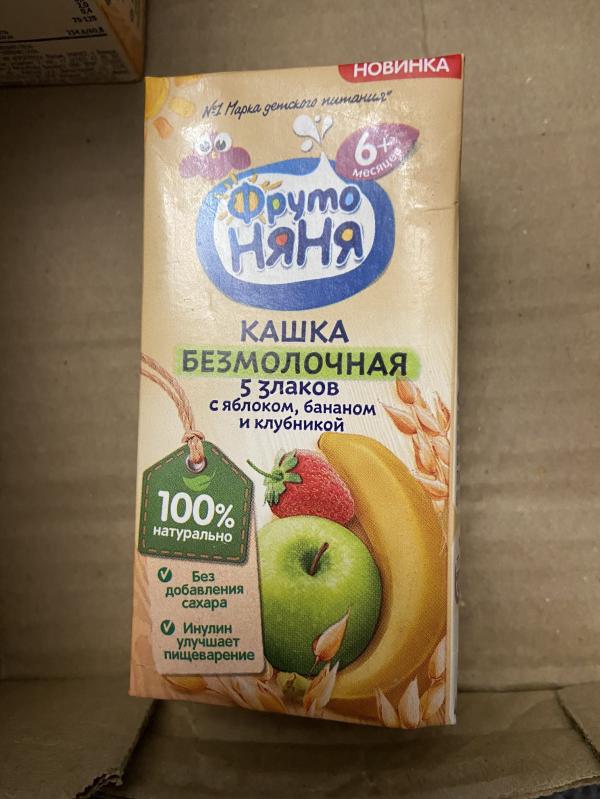 НОВИНКА
№1 Марка детского питания*
6+
месяцев
Фруто
НЯНЯ
КАШКА
БЕЗМОЛОЧНАЯ
5 злаков
с яблоком, бананом
и клубникой
100%
натурально
Без
добавления
сахара
Инулин
улучшает
пищеварение